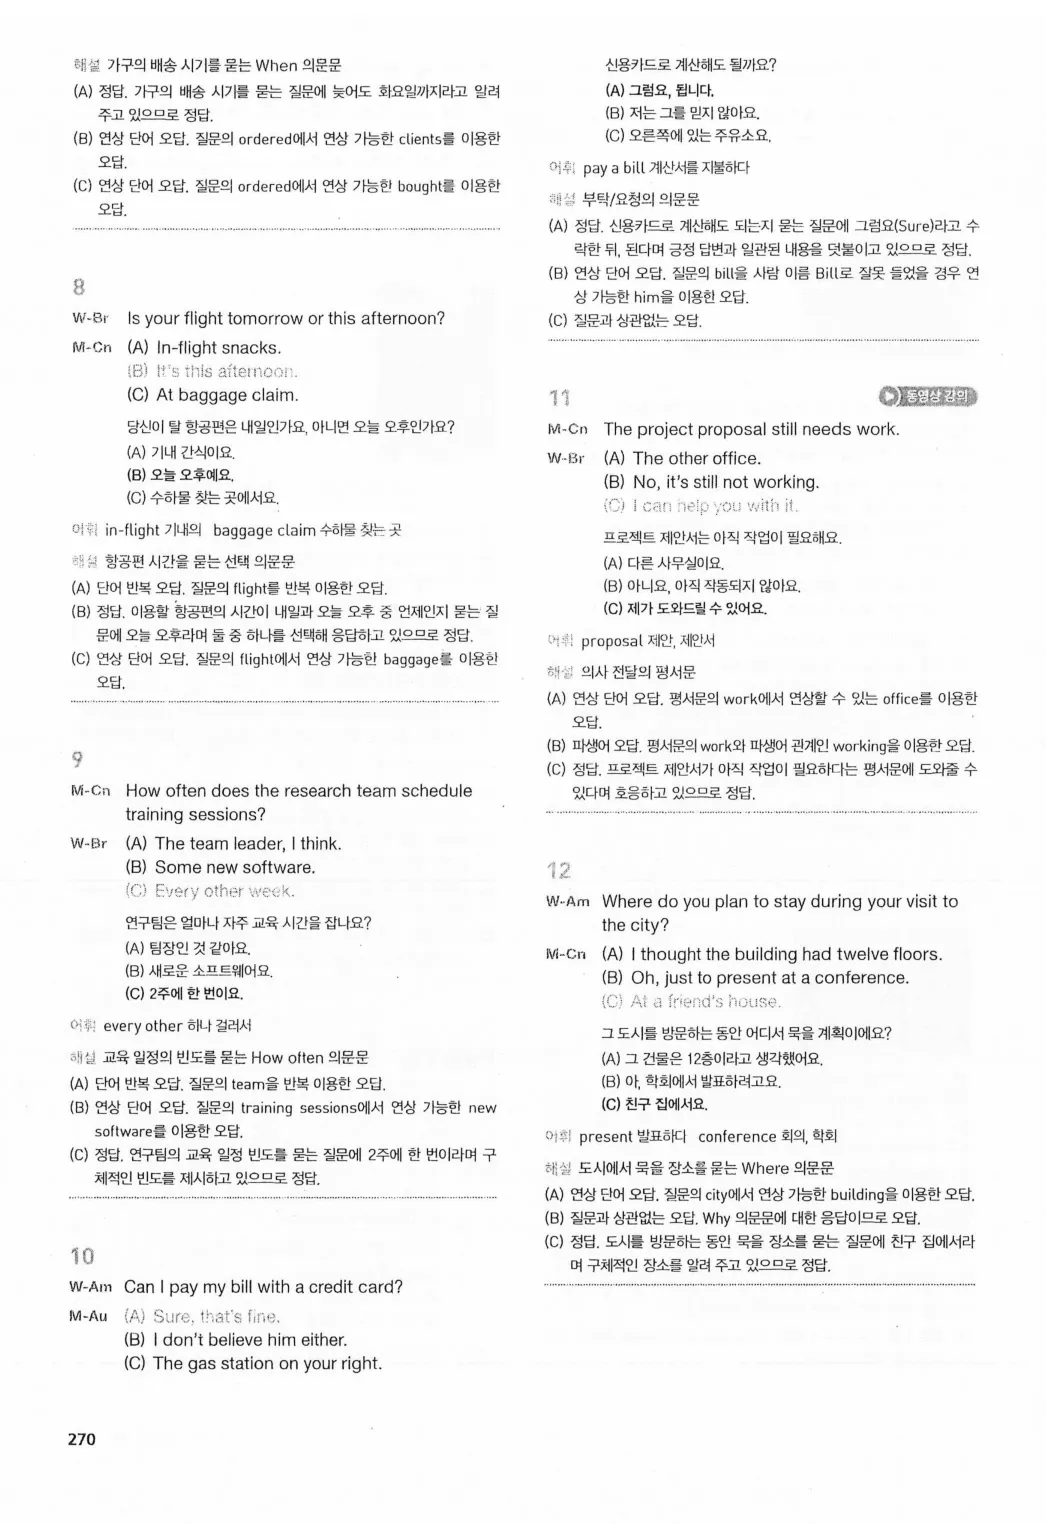 해설 가구의 배송 시기를 묻는 When 의문문
(A) 정답. 가구의 배송 시기를 묻는 질문에 늦어도 화요일까지라고 알려
주고 있으므로 정답.
(B) 연상 단어 오답. 질문의 ordered에서 연상 가능한 clients를 이용한
오답.
(C) 연상 단어 오답. 질문의 ordered에서 연상 가능한 bought를 이용한
오답.
8
W-Br Is your flight tomorrow or this afternoon?
M-Cn (A) In-flight snacks.
(B) It's this afternoon.
(C) At baggage claim.
당신이 탈 항공편은 내일인가요, 아니면 오늘 오후인가요?
(A) 기내 간식이요.
(B) 오늘 오후예요.
(C) 수하물 찾는 곳에서요.
어휘 in-flight 기내의 baggage claim 수하물 찾는 곳
해설 항공편 시간을 묻는 선택 의문문
(A) 단어 반복 오답. 질문의 flight를 반복 이용한 오답.
(B) 정답. 이용할 항공편의 시간이 내일과 오늘 오후 중 언제인지 묻는 질
문에 오늘 오후라며 둘 중 하나를 선택해 응답하고 있으므로 정답.
(C) 연상 단어 오답. 질문의 flight에서 연상 가능한 baggage를 이용한
오답.
9
M-Cn How often does the research team schedule
training sessions?
W-Br (A) The team leader, I think.
(B) Some new software.
(C) Every other week.
연구팀은 얼마나 자주 교육 시간을 잡나요?
(A) 팀장인 것 같아요.
(B) 새로운 소프트웨어요.
(C) 2주에 한 번이요.
어휘 every other 하나 걸러서
해설 교육 일정의 빈도를 묻는 How often 의문문
(A) 단어 반복 오답. 질문의 team을 반복 이용한 오답.
(B) 연상 단어 오답. 질문의 training sessions에서 연상 가능한 new
software를 이용한 오답.
(C) 정답. 연구팀의 교육 일정 빈도를 묻는 질문에 2주에 한 번이라며 구
체적인 빈도를 제시하고 있으므로 정답.
10
W-Am Can I pay my bill with a credit card?
M-Au (A) Sure, that's fine.
(B) I don't believe him either.
(C) The gas station on your right.
신용카드로 계산해도 될까요?
(A) 그럼요, 됩니다.
(B) 저는 그를 믿지 않아요.
(C) 오른쪽에 있는 주유소요.
어휘 pay a bill 계산서를 지불하다
해설 부탁/요청의 의문문
(A) 정답. 신용카드로 계산해도 되는지 묻는 질문에 그럼요(Sure)라고 수
락한 뒤, 된다며 긍정 답변과 일관된 내용을 덧붙이고 있으므로 정답.
(B) 연상 단어 오답. 질문의 bill을 사람 이름 Bill로 잘못 들었을 경우 연
상 가능한 him을 이용한 오답.
(C) 질문과 상관없는 오답.
11
동영상 강의
M-Cn The project proposal still needs work.
W-Br (A) The other office.
(B) No, it's still not working.
(C) I can help you with it.
프로젝트 제안서는 아직 작업이 필요해요.
(A) 다른 사무실이요.
(B) 아니요, 아직 작동되지 않아요.
(C) 제가 도와드릴 수 있어요.
어휘 proposal 제안, 제안서
해설 의사 전달의 평서문
(A) 연상 단어 오답. 평서문의 work에서 연상할 수 있는 office를 이용한
오답.
(B) 파생어 오답. 평서문의 work와 파생어 관계인 working을 이용한 오답.
(C) 정답. 프로젝트 제안서가 아직 작업이 필요하다는 평서문에 도와줄 수
있다며 호응하고 있으므로 정답.
12
W-Am Where do you plan to stay during your visit to
the city?
M-Cn (A) I thought the building had twelve floors.
(B) Oh, just to present at a conference.
(C) At a friend's house.
그 도시를 방문하는 동안 어디서 묵을 계획이에요?
(A) 그 건물은 12층이라고 생각했어요.
(B) 아, 학회에서 발표하려고요.
(C) 친구 집에서요.
어휘 present 발표하다 conference 회의, 학회
해설 도시에서 묵을 장소를 묻는 Where 의문문
(A) 연상 단어 오답. 질문의 city에서 연상 가능한 building을 이용한 오답.
(B) 질문과 상관없는 오답. Why 의문문에 대한 응답이므로 오답.
(C) 정답. 도시를 방문하는 동안 묵을 장소를 묻는 질문에 친구 집에서라
며 구체적인 장소를 알려 주고 있으므로 정답.
270